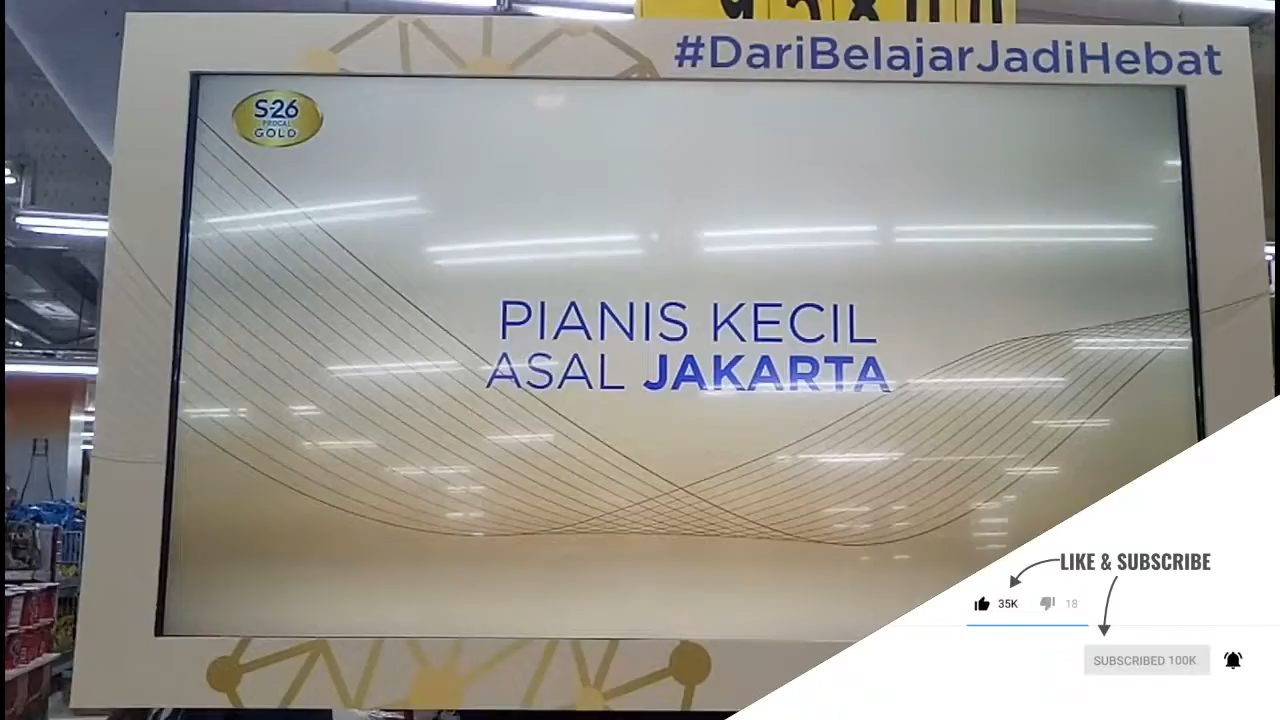 #DariBelajarJadiHebat
S-26
PROCAL
GOLD
PIANIS KECIL
ASAL JAKARTA
LIKE & SUBSCRIBE
35K 18
SUBSCRIBED 100K